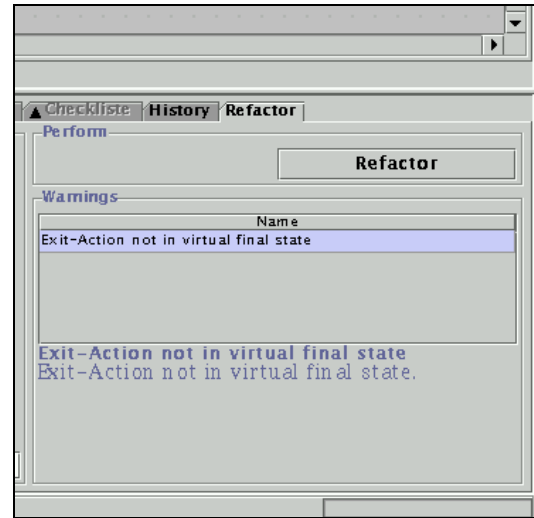 Checkliste History Refactor
Perform
Refactor
Warnings
Name
Exit-Action not in virtual final state
Exit-Action not in virtual final state
Exit-Action not in virtual final state.